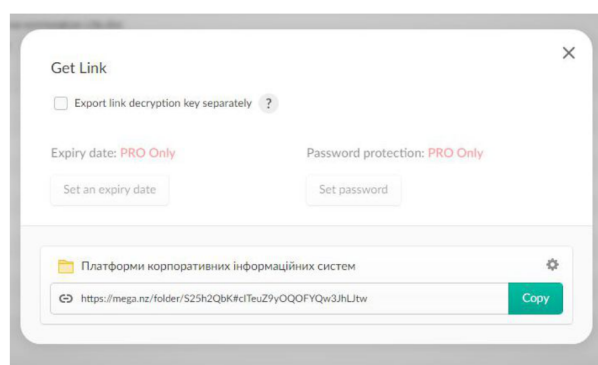 Get Link
Export link decryption key separately ?
Expiry date: PRO Only
Password protection: PRO Only
Set an expiry date
Set password
Платформи корпоративних інформаційних систем
https://mega.nz/folder/S25h2QbK#clTeuZ9yOQOFYQw3JhLJtw
Copy